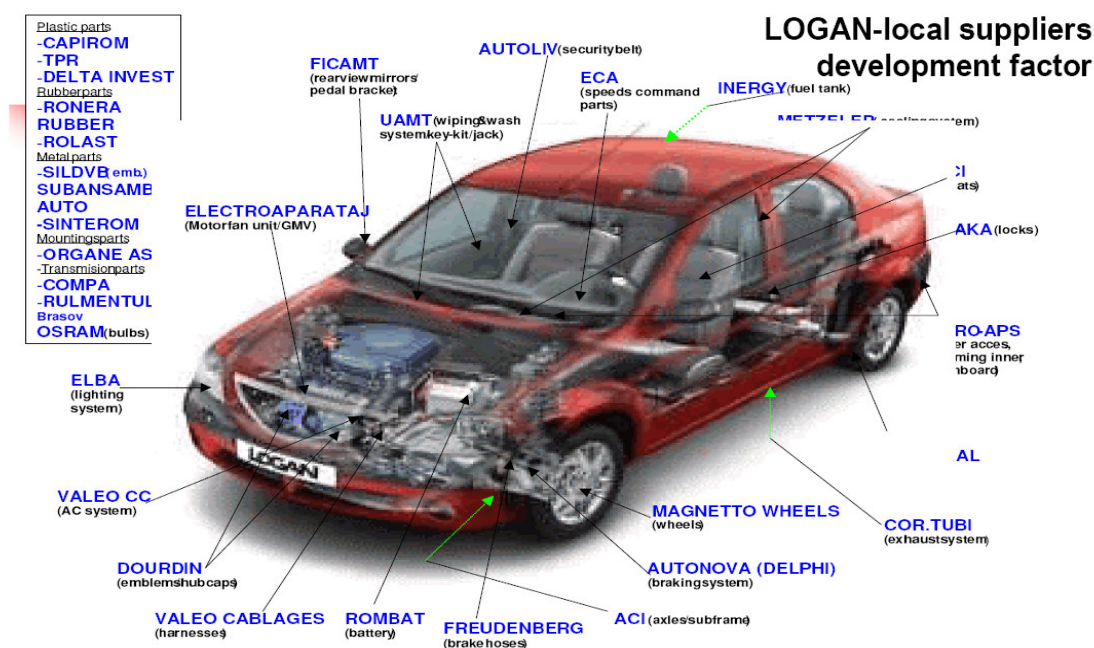 LOGAN-local suppliers
development factor
Plastic parts
-CAPIROM
-TPR
-DELTA INVEST
Rubberparts
-RONERA
RUBBER
-ROLAST
Metalparts
-SILDVB (emb.)
SUBANSAMB
AUTO
-SINTEROM
Mountingsparts
-ORGANE AS
-Transmisionparts
-COMPA
-RULMENTUL
Brasov
OSRAM (bulbs)
FICAMT
(rearviewmirrors/
pedal bracket)
AUTOLIV (securitybelt)
ECA
(speeds command
parts)
INERGY (fuel tank)
UAMT (wiping&wash
systemkey-kit/jack)
ELECTROAPARATAJ
(Motorfan unit/GMV)
AKA (locks)
RO-APS
er acces,
ming inner
nboard)
ELBA
(lighting
system)
LOGAN
AL
VALEO CC
(AC system)
MAGNETTO WHEELS
(wheels)
COR.TUBI
(exhaustsystem)
DOURDIN
(emblemshubcaps)
AUTONOVA (DELPHI)
(brakingsystem)
VALEO CABLAGES
(harnesses)
ROMBAT
(battery)
FREUDENBERG
(brakehoses)
ACI (axles/subframe)